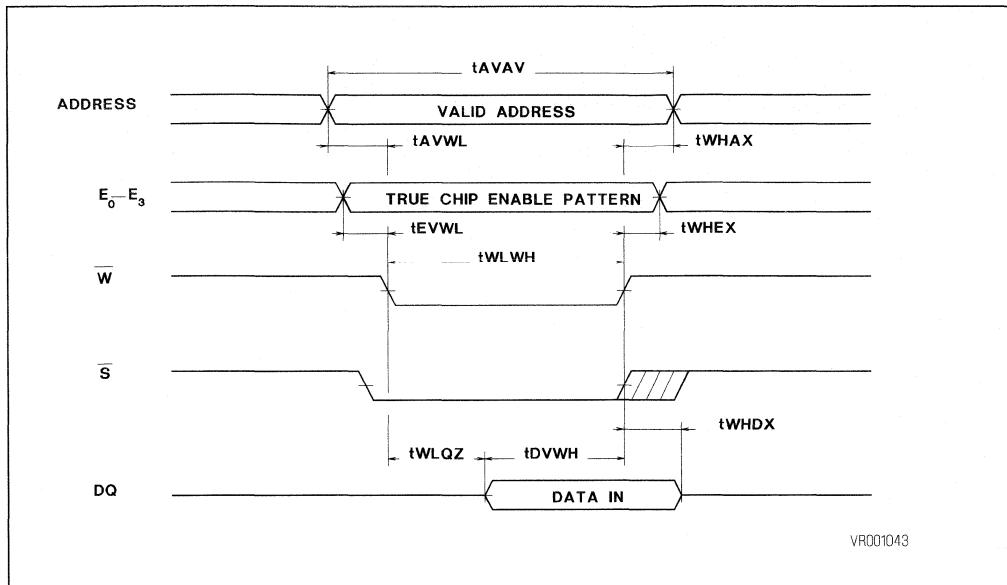 tAVAV
ADDRESS VALID ADDRESS
tAVWL tWHAX
E₀—E₃ TRUE CHIP ENABLE PATTERN
tEVWL tWHEX
tWLWH
W̅
S̅
tWHDX
tWLQZ tDVWH
DQ DATA IN
VR001043